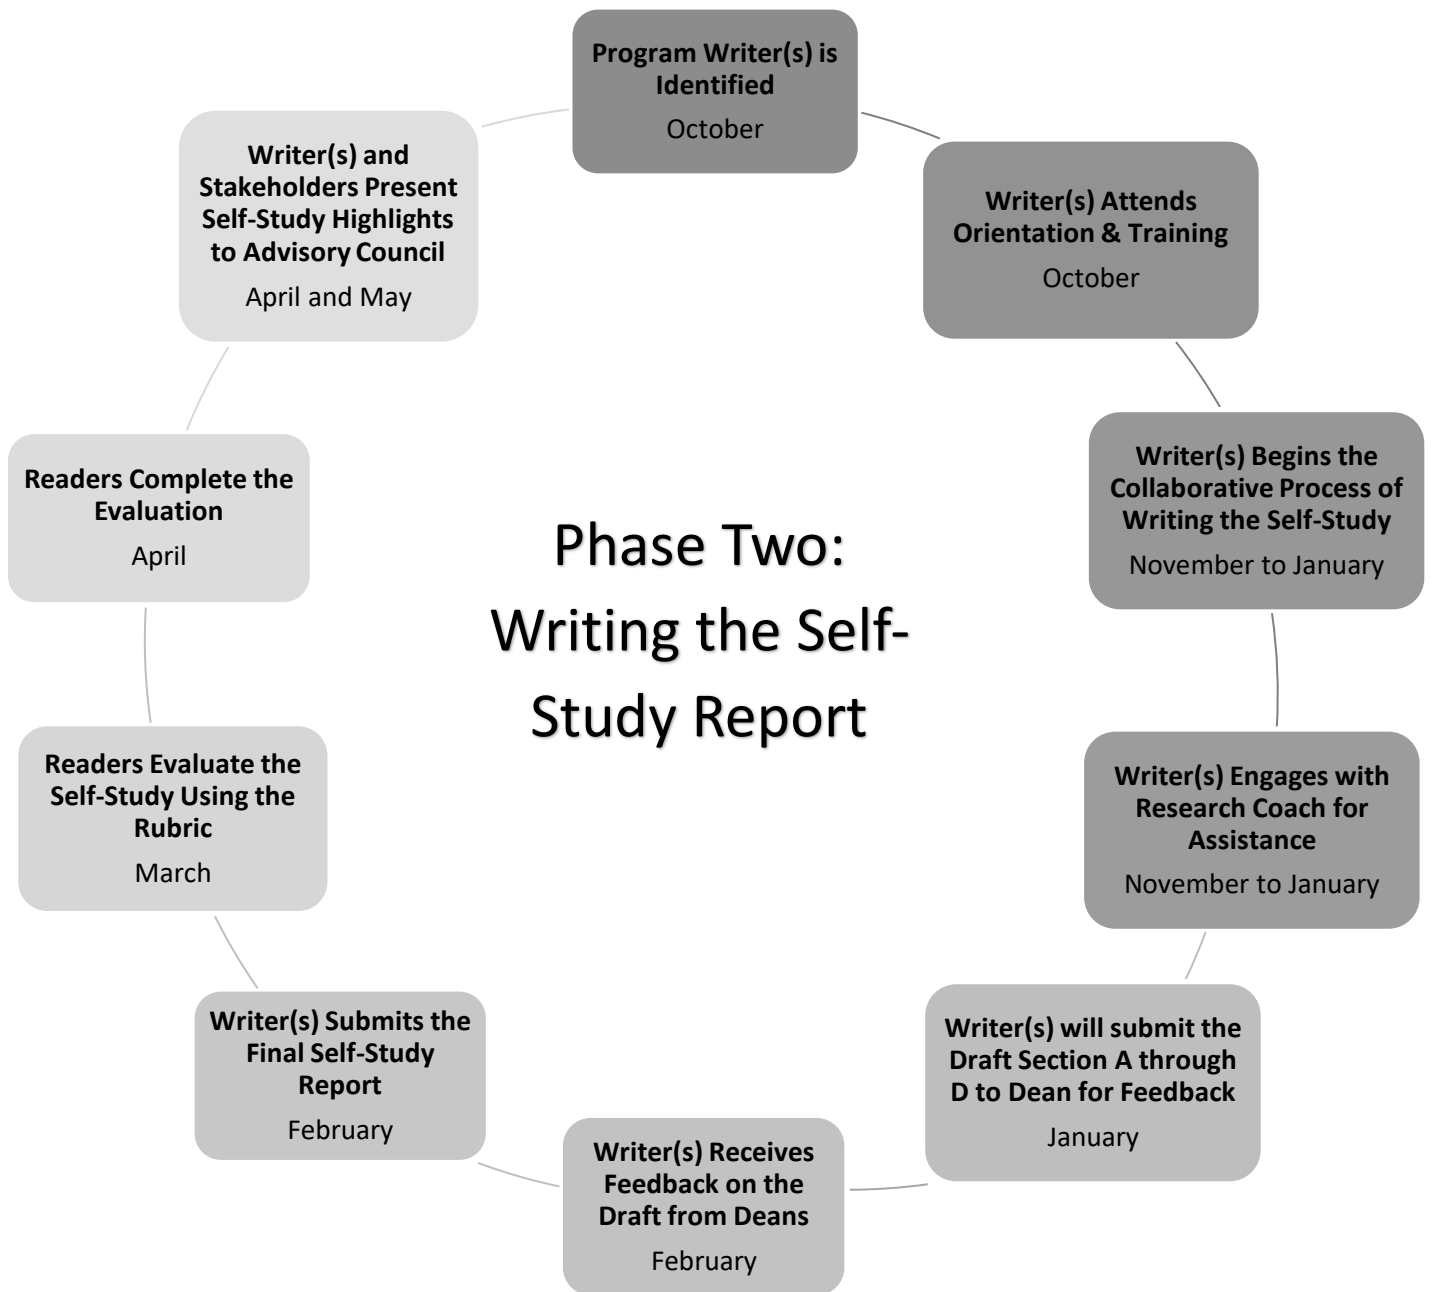 Program Writer(s) is
Identified
October
Writer(s) Attends
Orientation & Training
October
Writer(s) Begins the
Collaborative Process of
Writing the Self-Study
November to January
Writer(s) Engages with
Research Coach for
Assistance
November to January
Writer(s) will submit the
Draft Section A through
D to Dean for Feedback
January
Writer(s) Receives
Feedback on the
Draft from Deans
February
Writer(s) Submits the
Final Self-Study
Report
February
Readers Evaluate the
Self-Study Using the
Rubric
March
Readers Complete the
Evaluation
April
Writer(s) and
Stakeholders Present
Self-Study Highlights
to Advisory Council
April and May
Phase Two:
Writing the Self-
Study Report